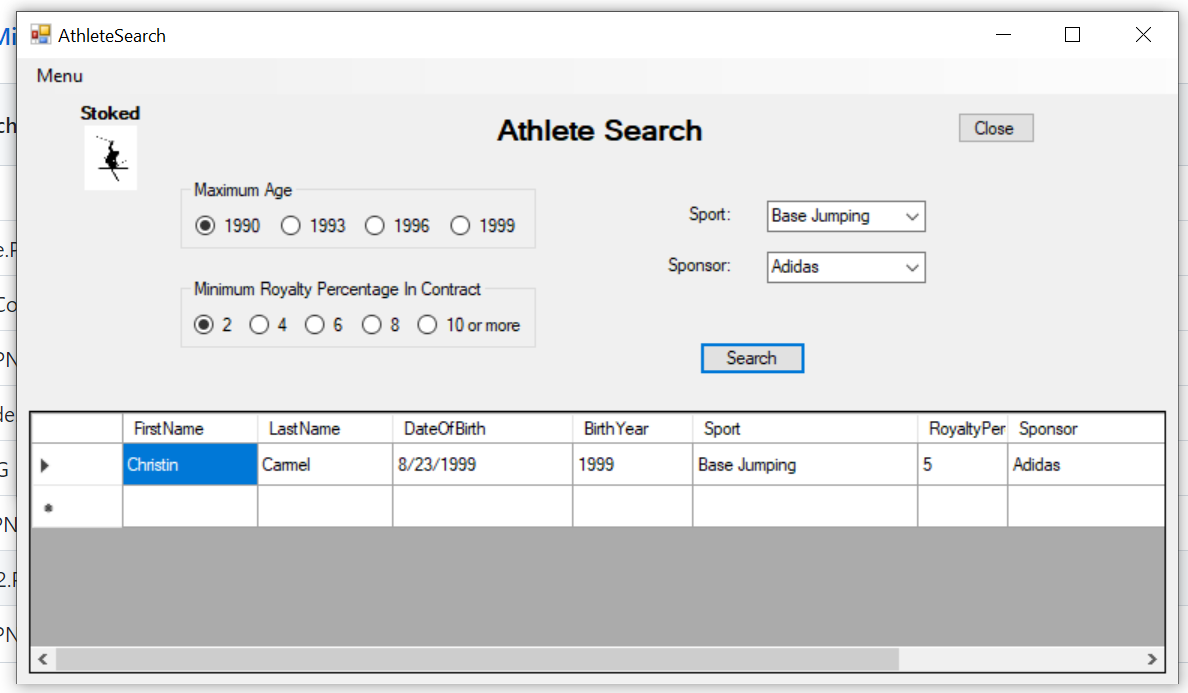 AthleteSearch
Menu
Stoked
Athlete Search
Close
Maximum Age
1990 1993 1996 1999
Sport: Base Jumping
Sponsor: Adidas
Minimum Royalty Percentage In Contract
2 4 6 8 10 or more
Search
FirstName LastName DateOfBirth BirthYear Sport RoyaltyPer Sponsor
Christin Carmel 8/23/1999 1999 Base Jumping 5 Adidas